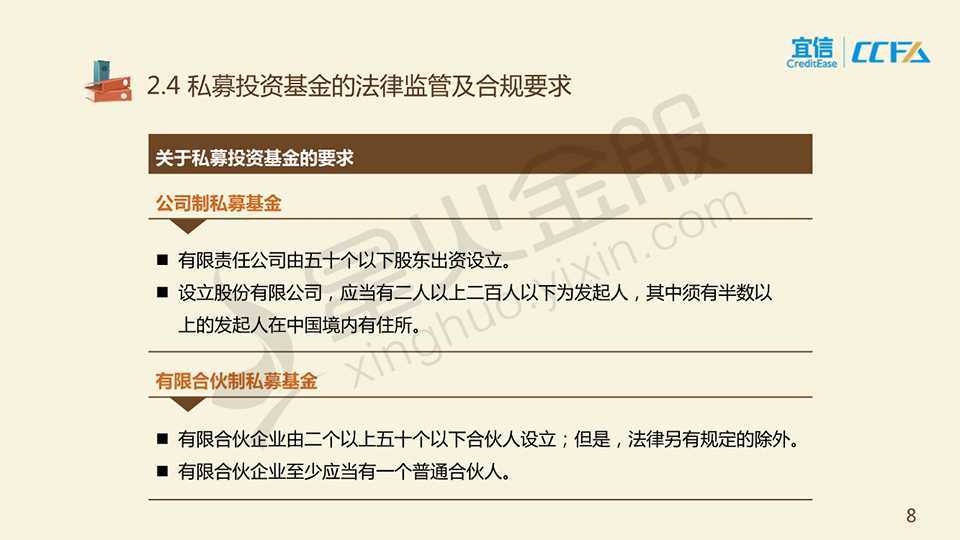 宜信
CreditEase
CCFA
2.4 私募投资基金的法律监管及合规要求
关于私募投资基金的要求
公司制私募基金
■ 有限责任公司由五十个以下股东出资设立。
■ 设立股份有限公司，应当有二人以上二百人以下为发起人，其中须有半数以
上的发起人在中国境内有住所。
有限合伙制私募基金
■ 有限合伙企业由二个以上五十个以下合伙人设立；但是，法律另有规定的除外。
■ 有限合伙企业至少应当有一个普通合伙人。
星火金服
xinghuo.yixin.com
8